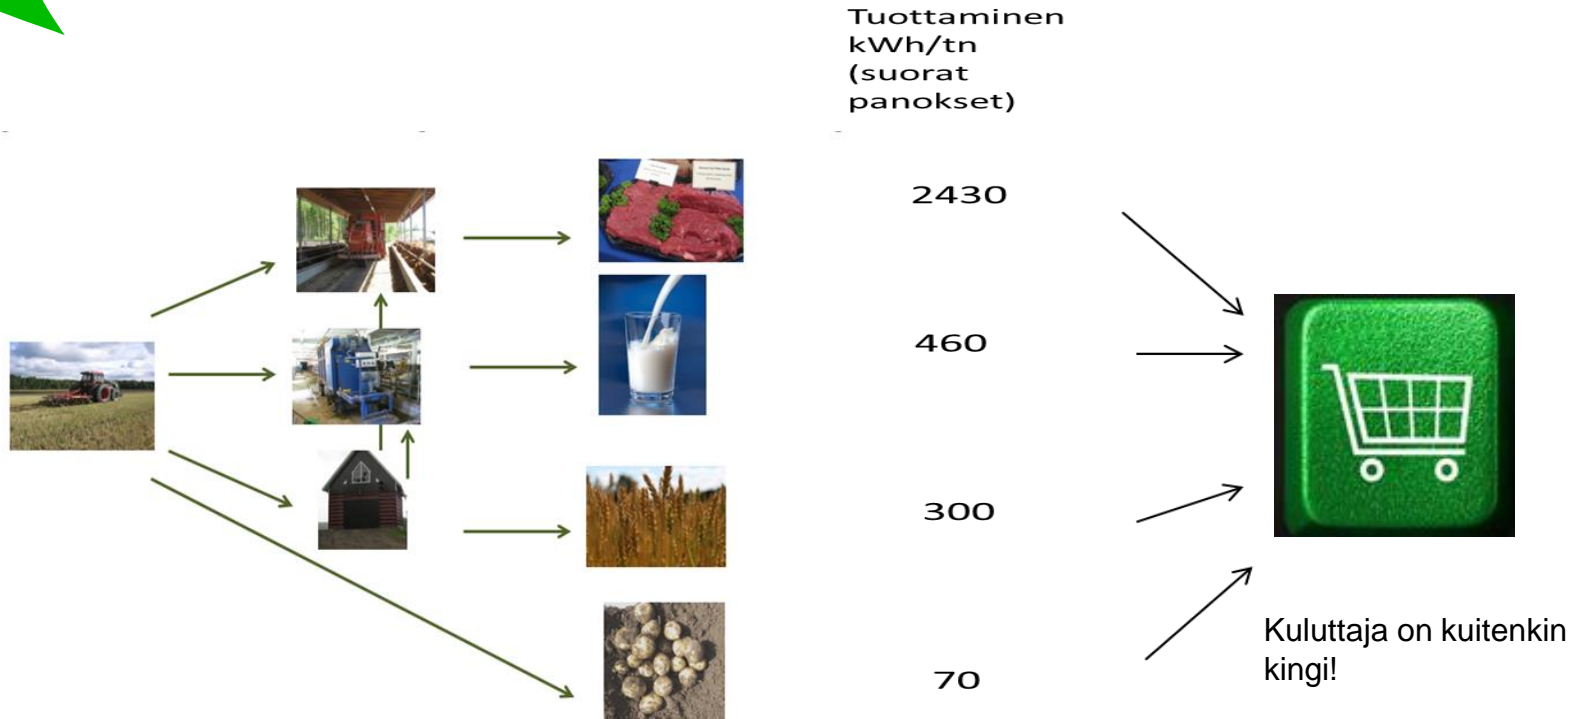 Tuottaminen
kWh/tn
(suorat
panokset)
2430
460
300
70
Kuluttaja on kuitenkin
kingi!